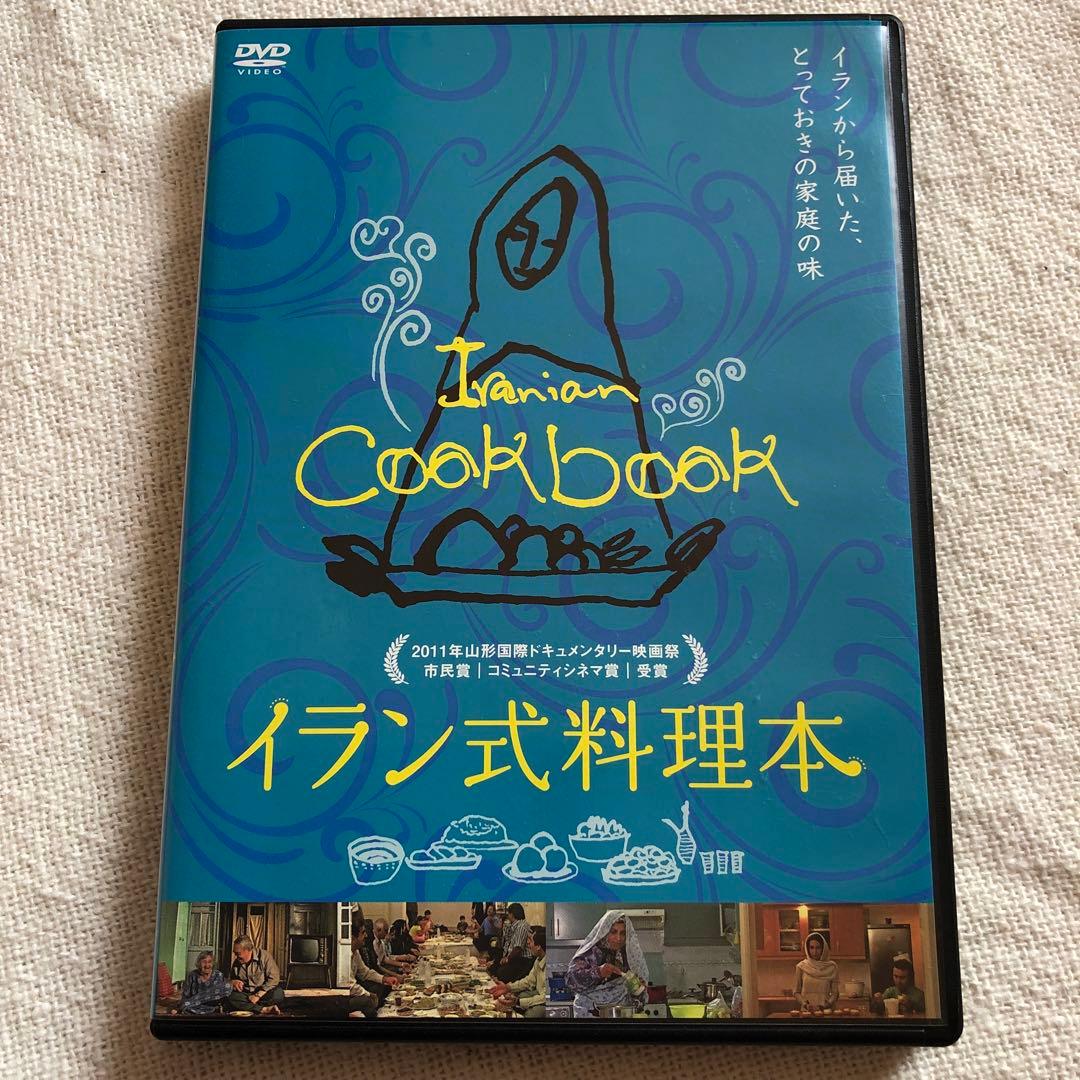 DVD
VIDEO
イランから届いた、
とっておきの家庭の味
Iranian
Cookbook
2011年山形国際ドキュメンタリー映画祭
市民賞｜コミュニティシネマ賞｜受賞
イラン式料理本